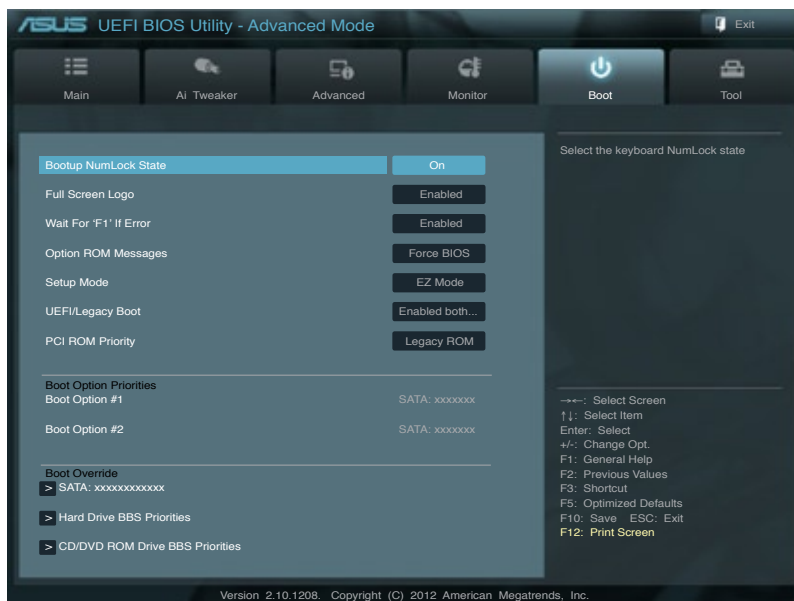 ASUS UEFI BIOS Utility - Advanced Mode
Exit
Main
Ai Tweaker
Advanced
Monitor
Boot
Tool
Bootup NumLock State On
Full Screen Logo Enabled
Wait For ‘F1’ If Error Enabled
Option ROM Messages Force BIOS
Setup Mode EZ Mode
UEFI/Legacy Boot Enabled both...
PCI ROM Priority Legacy ROM
Boot Option Priorities
Boot Option #1 SATA: xxxxxxx
Boot Option #2 SATA: xxxxxxx
Boot Override
> SATA: xxxxxxxxxxxx
> Hard Drive BBS Priorities
> CD/DVD ROM Drive BBS Priorities
Select the keyboard NumLock state
→←: Select Screen
↑↓: Select Item
Enter: Select
+/-: Change Opt.
F1: General Help
F2: Previous Values
F3: Shortcut
F5: Optimized Defaults
F10: Save ESC: Exit
F12: Print Screen
Version 2.10.1208. Copyright (C) 2012 American Megatrends, Inc.